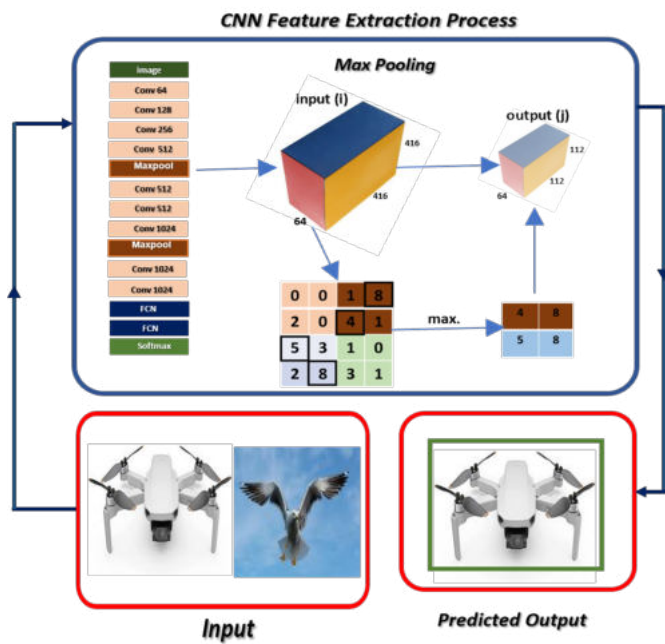 CNN Feature Extraction Process
image
Conv 64
Conv 128
Conv 256
Conv 512
Maxpool
Conv 512
Conv 512
Conv 1024
Maxpool
Conv 1024
Conv 1024
FCN
FCN
Softmax
Max Pooling
input (i)
416
416
64
output (j)
112
112
64
0 0 1 8
2 0 4 1
5 3 1 0
2 8 3 1
max.
4 8
5 8
Input
Predicted Output